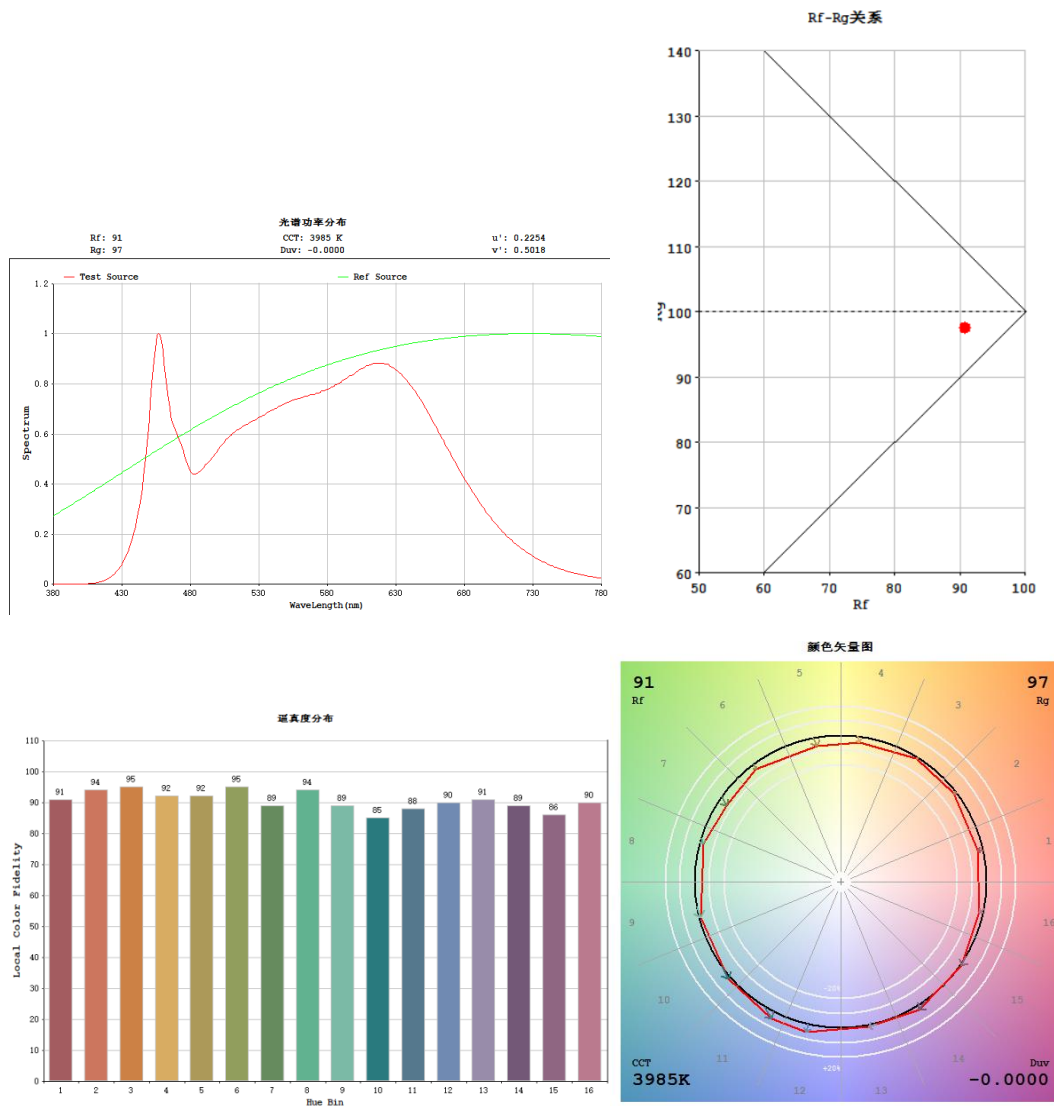 Rf-Rg关系
140
130
120
110
100
90
80
70
60
50 60 70 80 90 100
Rg
Rf
光谱功率分布
Rf: 91 CCT: 3985 K u': 0.2254
Rg: 97 Duv: -0.0000 v': 0.5018
Test Source Ref Source
1.2
1
0.8
0.6
0.4
0.2
0
Spectrum
380 430 480 530 580 630 680 730 780
WaveLength(nm)
逼真度分布
110
100
90
80
70
60
50
40
30
20
10
0
Local Color Fidelity
91 94 95 92 92 95 89 94 89 85 88 90 91 89 86 90
1 2 3 4 5 6 7 8 9 10 11 12 13 14 15 16
Hue Bin
颜色矢量图
91 97
Rf Rg
5 4
6 3
7 2
8 1
9 16
10 15
11 14
12 13
-20%
+20%
CCT Duv
3985K -0.0000